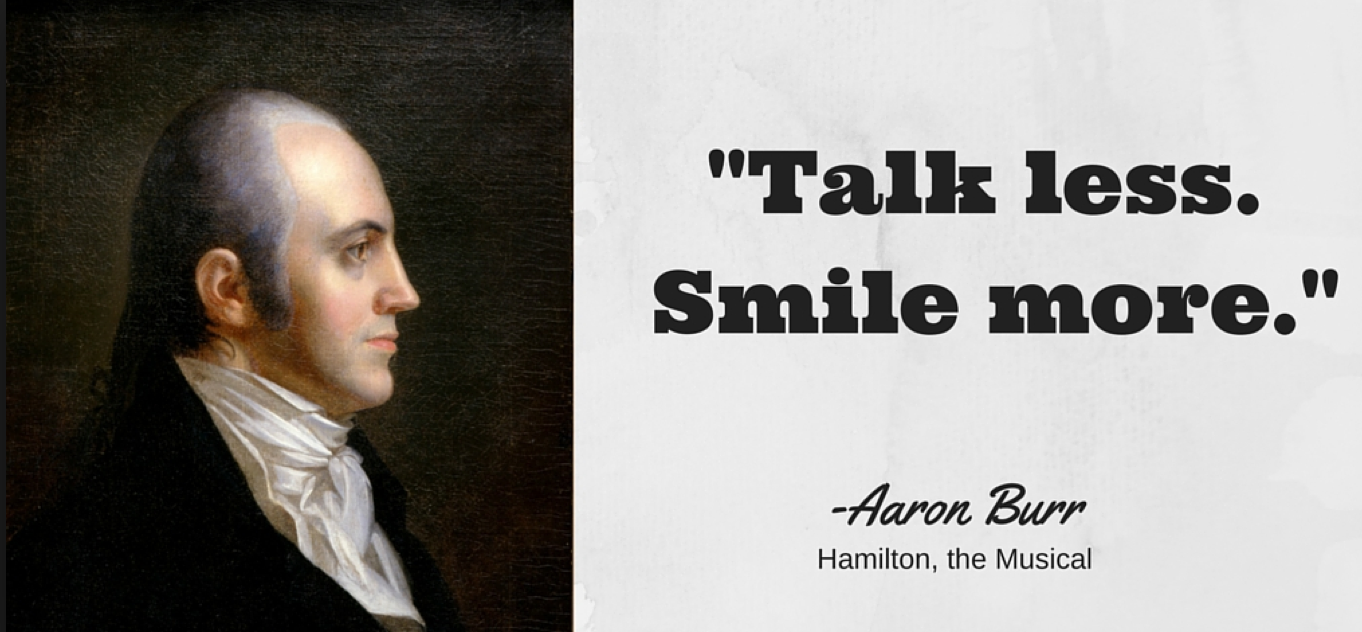 "Talk less.
Smile more."
-Aaron Burr
Hamilton, the Musical